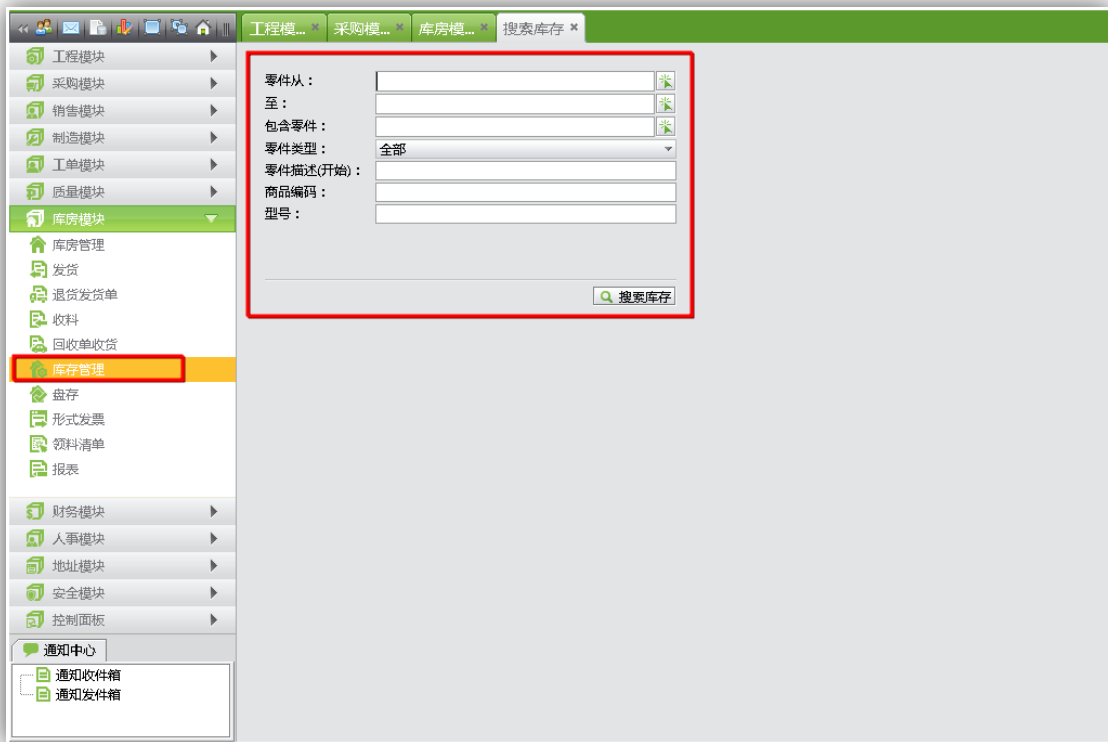 工程模... × 采购模... × 库房模... × 搜索库存 ×
工程模块
采购模块
销售模块
制造模块
工单模块
质量模块
库房模块
库房管理
发货
退货发货单
收料
回收单收货
库存管理
盘存
形式发票
领料清单
报表
财务模块
人事模块
地址模块
安全模块
控制面板
通知中心
通知收件箱
通知发件箱
零件从：
至：
包含零件：
零件类型： 全部
零件描述(开始)：
商品编码：
型号：
搜索库存